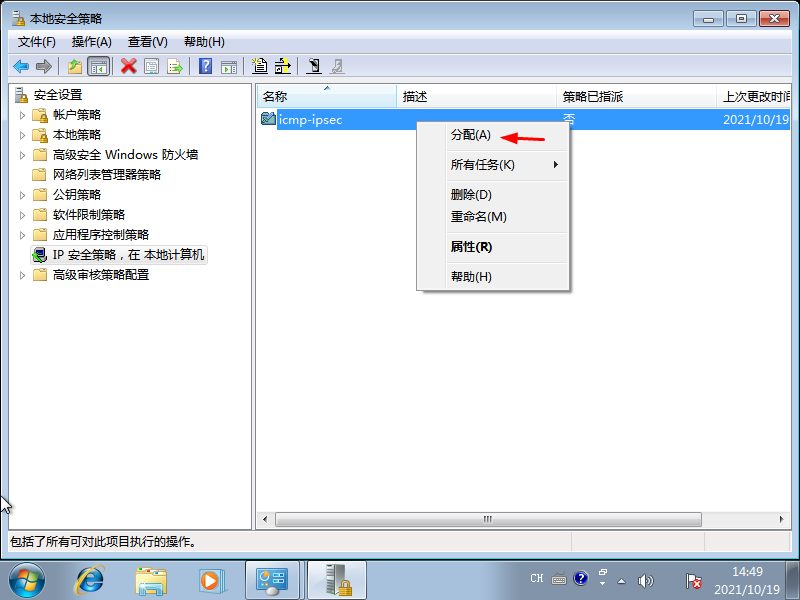 本地安全策略
文件(F) 操作(A) 查看(V) 帮助(H)
安全设置
帐户策略
本地策略
高级安全 Windows 防火墙
网络列表管理器策略
公钥策略
软件限制策略
应用程序控制策略
IP 安全策略，在 本地计算机
高级审核策略配置
名称 描述 策略已指派 上次更改时间
icmp-ipsec 否 2021/10/19
分配(A)
所有任务(K)
删除(D)
重命名(M)
属性(R)
帮助(H)
包括了所有可对此项目执行的操作。
CH
14:49
2021/10/19